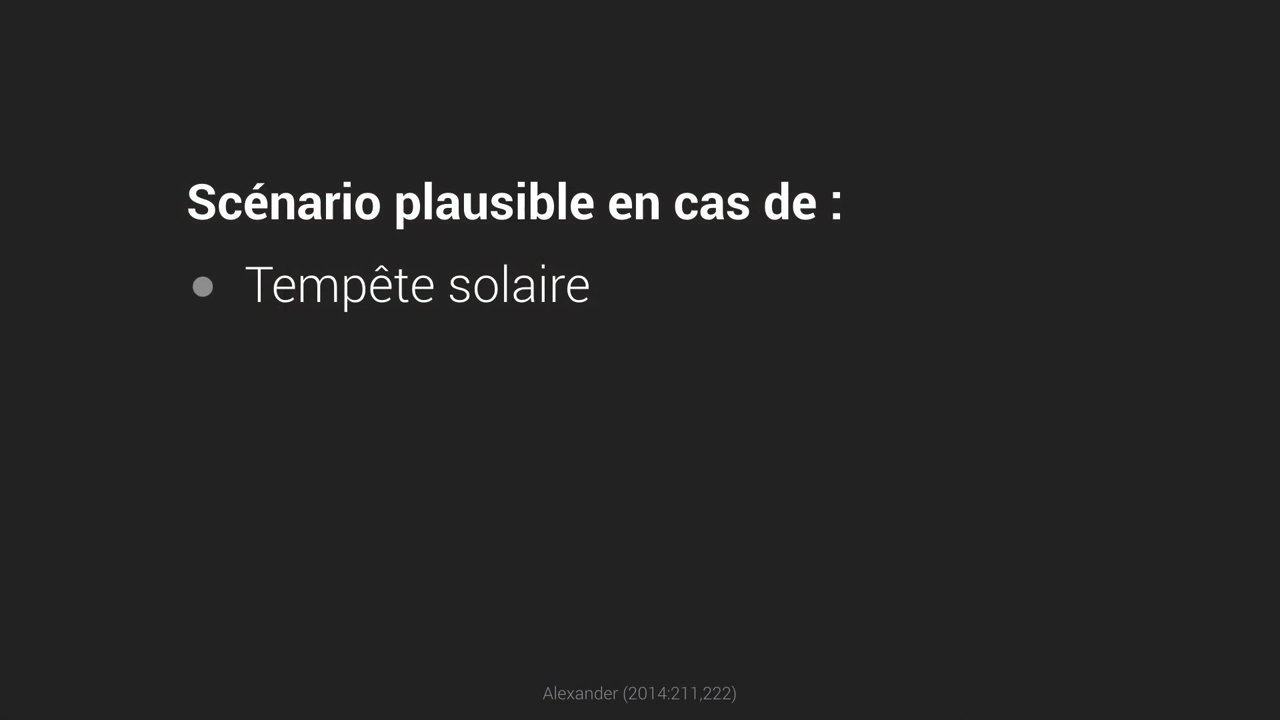 Scénario plausible en cas de :
● Tempête solaire
Alexander (2014:211,222)